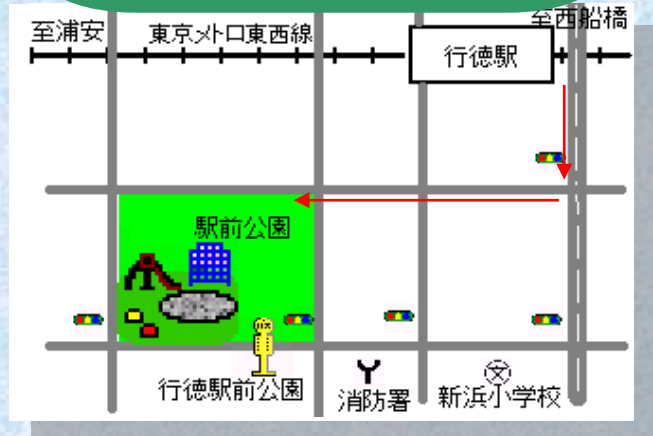 至西船橋
至浦安
東京メトロ東西線
行徳駅
駅前公園
行徳駅前公園
消防署
新浜小学校
文